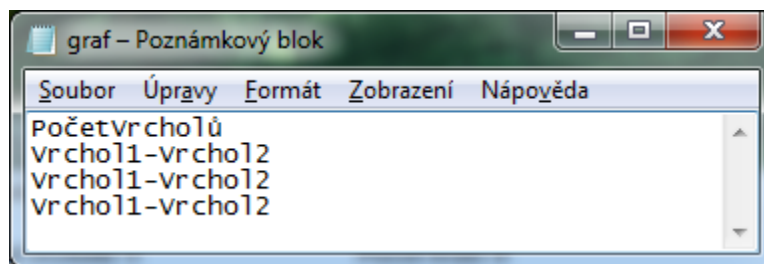 graf – Poznámkový blok
Soubor Úpravy Formát Zobrazení Nápověda
PočetVrcholů
Vrchol1-Vrchol2
Vrchol1-Vrchol2
Vrchol1-Vrchol2